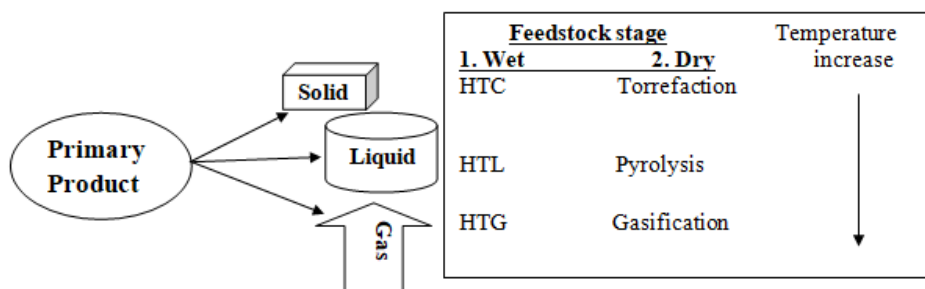 Primary
Product
Solid
Liquid
Gas
Feedstock stage
Temperature
increase
1. Wet 2. Dry
HTC Torrefaction
HTL Pyrolysis
HTG Gasification